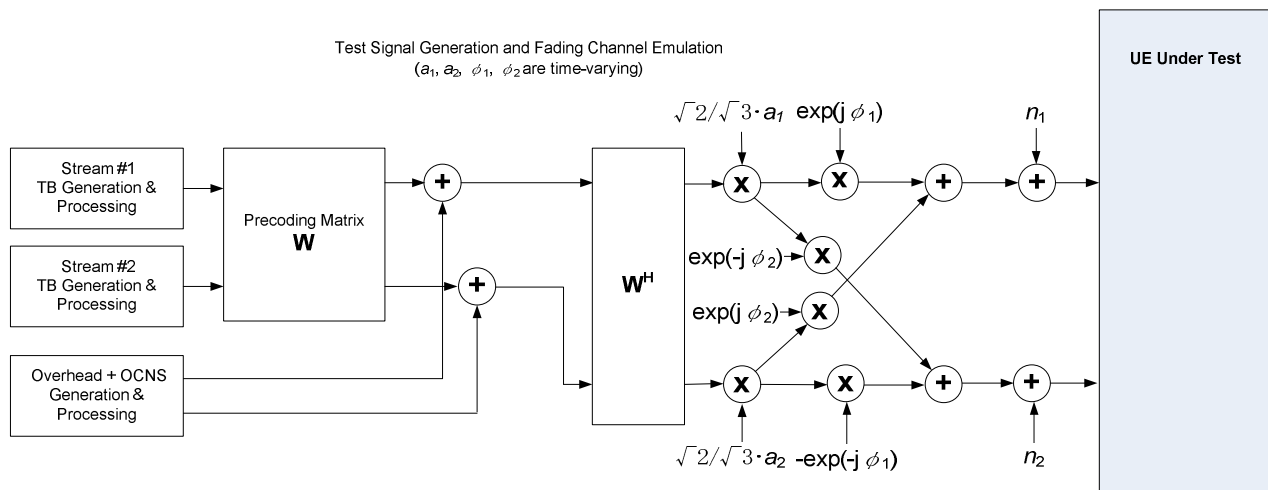 Test Signal Generation and Fading Channel Emulation
(a₁, a₂, ϕ₁, ϕ₂ are time-varying)
UE Under Test
√2/√3·a₁ exp(j ϕ₁)
n₁
Stream #1
TB Generation &
Processing
Precoding Matrix
W
Stream #2
TB Generation &
Processing
Overhead + OCNS
Generation &
Processing
+
+
Wᴴ
X
X
+
+
exp(-j ϕ₂)
X
exp(j ϕ₂)
X
X
X
+
+
√2/√3·a₂ -exp(-j ϕ₁)
n₂